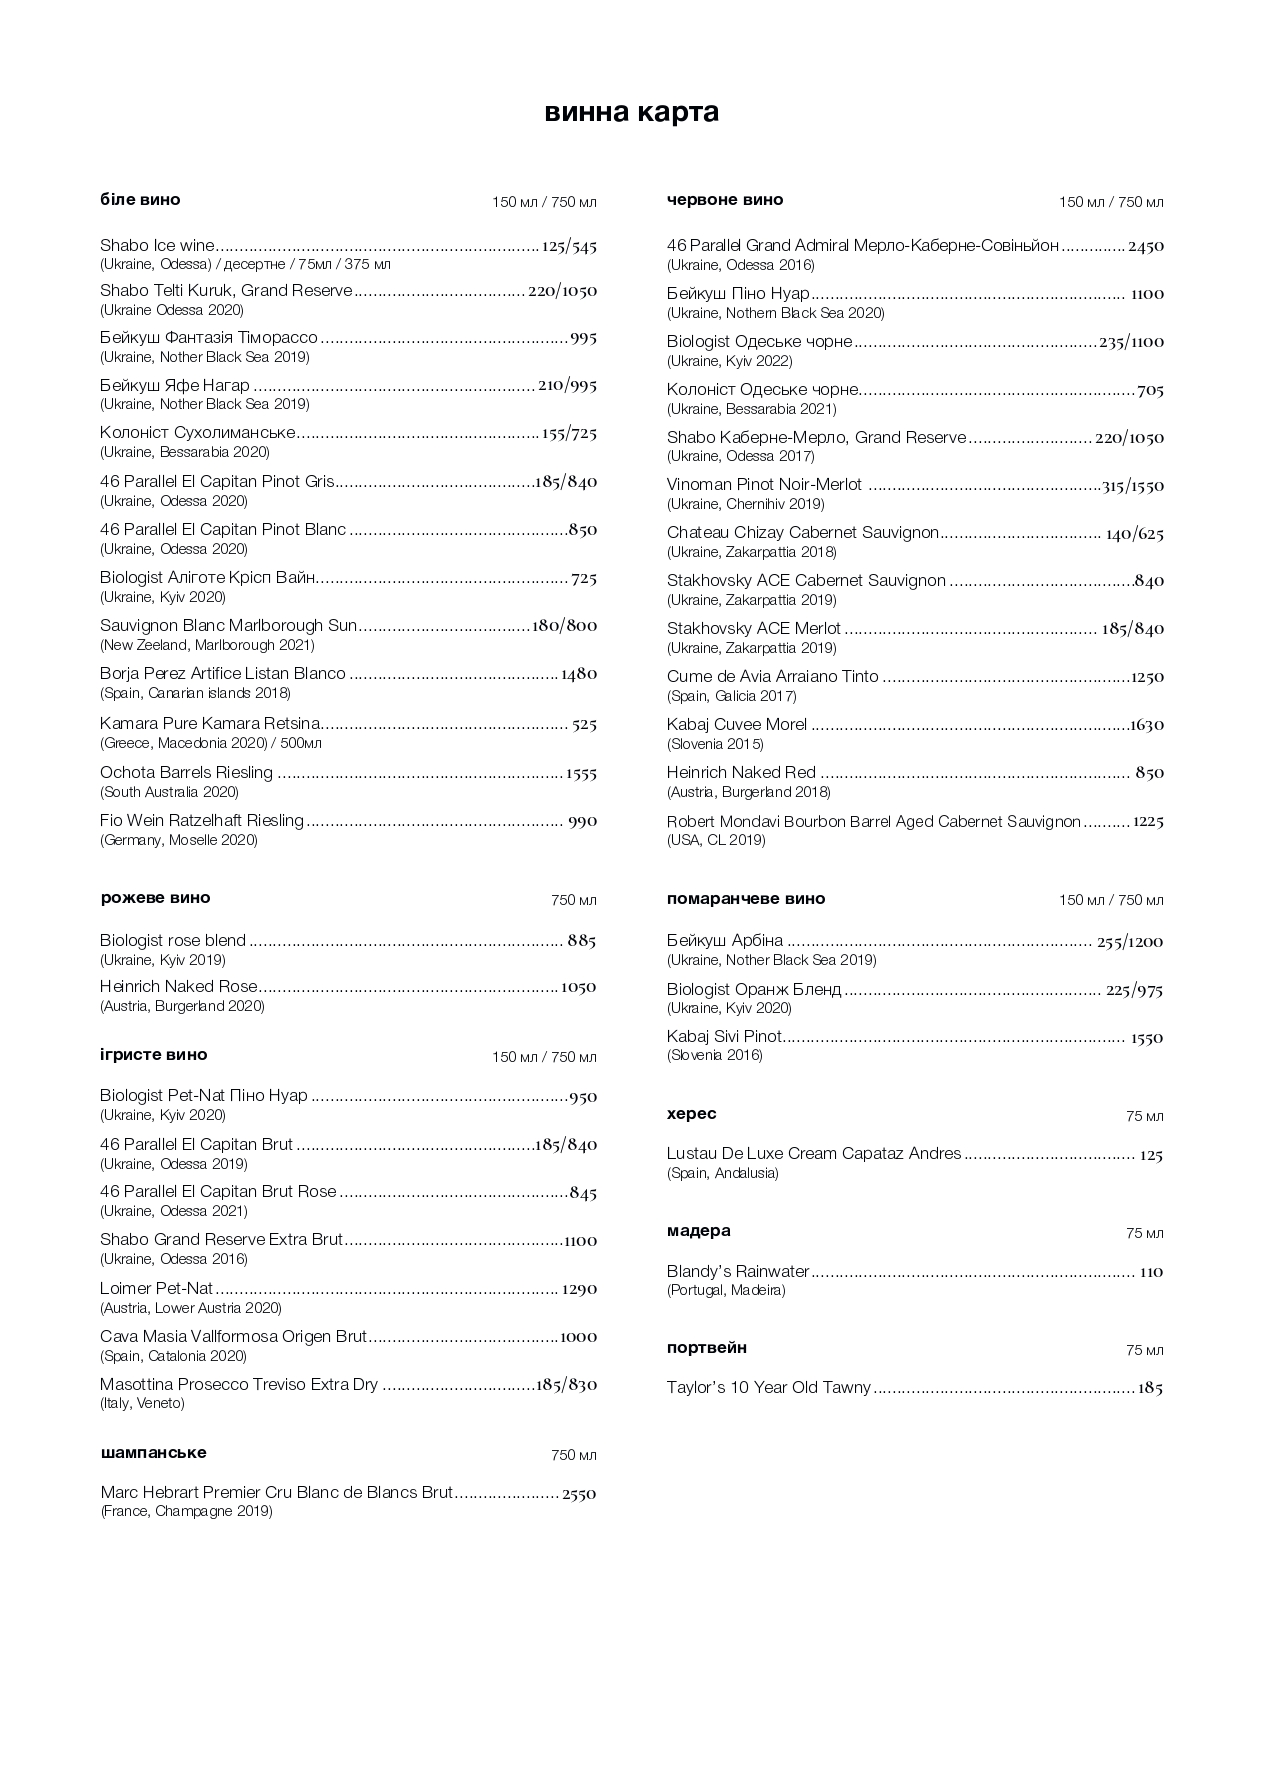 винна карта
біле вино 150 мл / 750 мл
Shabo Ice wine.................................................................... 125/545
(Ukraine, Odessa) / десертне / 75мл / 375 мл
Shabo Telti Kuruk, Grand Reserve.................................... 220/1050
(Ukraine Odessa 2020)
Бейкуш Фантазія Тіморассо....................................................995
(Ukraine, Nother Black Sea 2019)
Бейкуш Яфе Нагар ........................................................... 210/995
(Ukraine, Nother Black Sea 2019)
Колоніст Сухолиманське................................................... 155/725
(Ukraine, Bessarabia 2020)
46 Parallel El Capitan Pinot Gris..........................................185/840
(Ukraine, Odessa 2020)
46 Parallel El Capitan Pinot Blanc ..............................................850
(Ukraine, Odessa 2020)
Biologist Аліготе Крісп Вайн..................................................... 725
(Ukraine, Kyiv 2020)
Sauvignon Blanc Marlborough Sun....................................180/800
(New Zeeland, Marlborough 2021)
Borja Perez Artifice Listan Blanco ............................................ 1480
(Spain, Canarian islands 2018)
Kamara Pure Kamara Retsina.................................................... 525
(Greece, Macedonia 2020) / 500мл
Ochota Barrels Riesling ............................................................ 1555
(South Australia 2020)
Fio Wein Ratzelhaft Riesling...................................................... 990
(Germany, Moselle 2020)
рожеве вино 750 мл
Biologist rose blend .................................................................. 885
(Ukraine, Kyiv 2019)
Heinrich Naked Rose............................................................... 1050
(Austria, Burgerland 2020)
ігристе вино 150 мл / 750 мл
Biologist Pet-Nat Піно Нуар ......................................................950
(Ukraine, Kyiv 2020)
46 Parallel El Capitan Brut ..................................................185/840
(Ukraine, Odessa 2019)
46 Parallel El Capitan Brut Rose ................................................845
(Ukraine, Odessa 2021)
Shabo Grand Reserve Extra Brut..............................................1100
(Ukraine, Odessa 2016)
Loimer Pet-Nat........................................................................ 1290
(Austria, Lower Austria 2020)
Cava Masia Vallformosa Origen Brut........................................1000
(Spain, Catalonia 2020)
Masottina Prosecco Treviso Extra Dry ................................185/830
(Italy, Veneto)
шампанське 750 мл
Marc Hebrart Premier Cru Blanc de Blancs Brut...................... 2550
(France, Champagne 2019)
червоне вино 150 мл / 750 мл
46 Parallel Grand Admiral Мерло-Каберне-Совіньйон.............. 2450
(Ukraine, Odessa 2016)
Бейкуш Піно Нуар.................................................................. 1100
(Ukraine, Nothern Black Sea 2020)
Biologist Одеське чорне...................................................235/1100
(Ukraine, Kyiv 2022)
Колоніст Одеське чорне.......................................................... 705
(Ukraine, Bessarabia 2021)
Shabo Каберне-Мерло, Grand Reserve.......................... 220/1050
(Ukraine, Odessa 2017)
Vinoman Pinot Noir-Merlot .................................................315/1550
(Ukraine, Chernihiv 2019)
Chateau Chizay Cabernet Sauvignon.................................. 140/625
(Ukraine, Zakarpattia 2018)
Stakhovsky ACE Cabernet Sauvignon .......................................840
(Ukraine, Zakarpattia 2019)
Stakhovsky ACE Merlot ..................................................... 185/840
(Ukraine, Zakarpattia 2019)
Cume de Avia Arraiano Tinto ....................................................1250
(Spain, Galicia 2017)
Kabaj Cuvee Morel ...................................................................1630
(Slovenia 2015)
Heinrich Naked Red ................................................................. 850
(Austria, Burgerland 2018)
Robert Mondavi Bourbon Barrel Aged Cabernet Sauvignon.......... 1225
(USA, CL 2019)
помаранчеве вино 150 мл / 750 мл
Бейкуш Арбіна ................................................................ 255/1200
(Ukraine, Nother Black Sea 2019)
Biologist Оранж Бленд...................................................... 225/975
(Ukraine, Kyiv 2020)
Kabaj Sivi Pinot........................................................................ 1550
(Slovenia 2016)
херес 75 мл
Lustau De Luxe Cream Capataz Andres.................................... 125
(Spain, Andalusia)
мадера 75 мл
Blandy’s Rainwater.................................................................... 110
(Portugal, Madeira)
портвейн 75 мл
Taylor’s 10 Year Old Tawny....................................................... 185